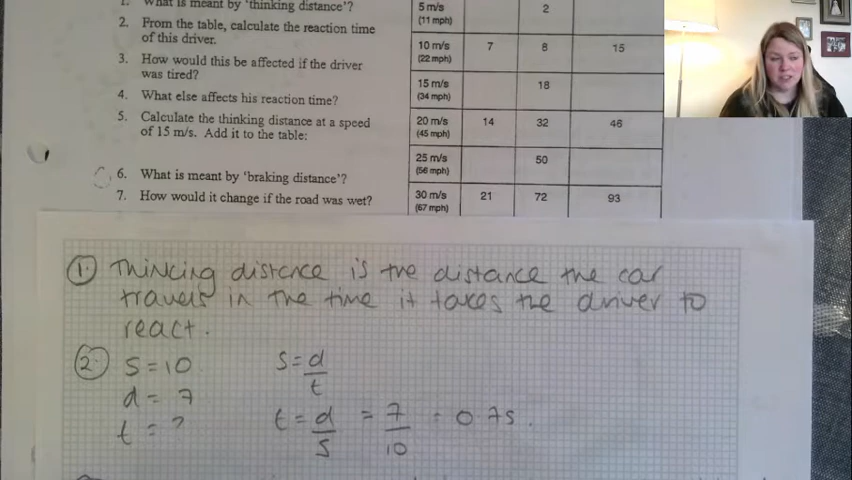 1. What is meant by 'thinking distance'?
2. From the table, calculate the reaction time
of this driver.
3. How would this be affected if the driver
was tired?
4. What else affects his reaction time?
5. Calculate the thinking distance at a speed
of 15 m/s. Add it to the table:
6. What is meant by 'braking distance'?
7. How would it change if the road was wet?
5 m/s
(11 mph) 2
10 m/s
(22 mph) 7 8 15
15 m/s
(34 mph) 18
20 m/s
(45 mph) 14 32 46
25 m/s
(56 mph) 50
30 m/s
(67 mph) 21 72 93
1. Thinking distance is the distance the car
travels in the time it takes the driver to
react.
2. S=10 s=d/t
d= 7
t= ? t= d/s = 7/10 = 0.7s.